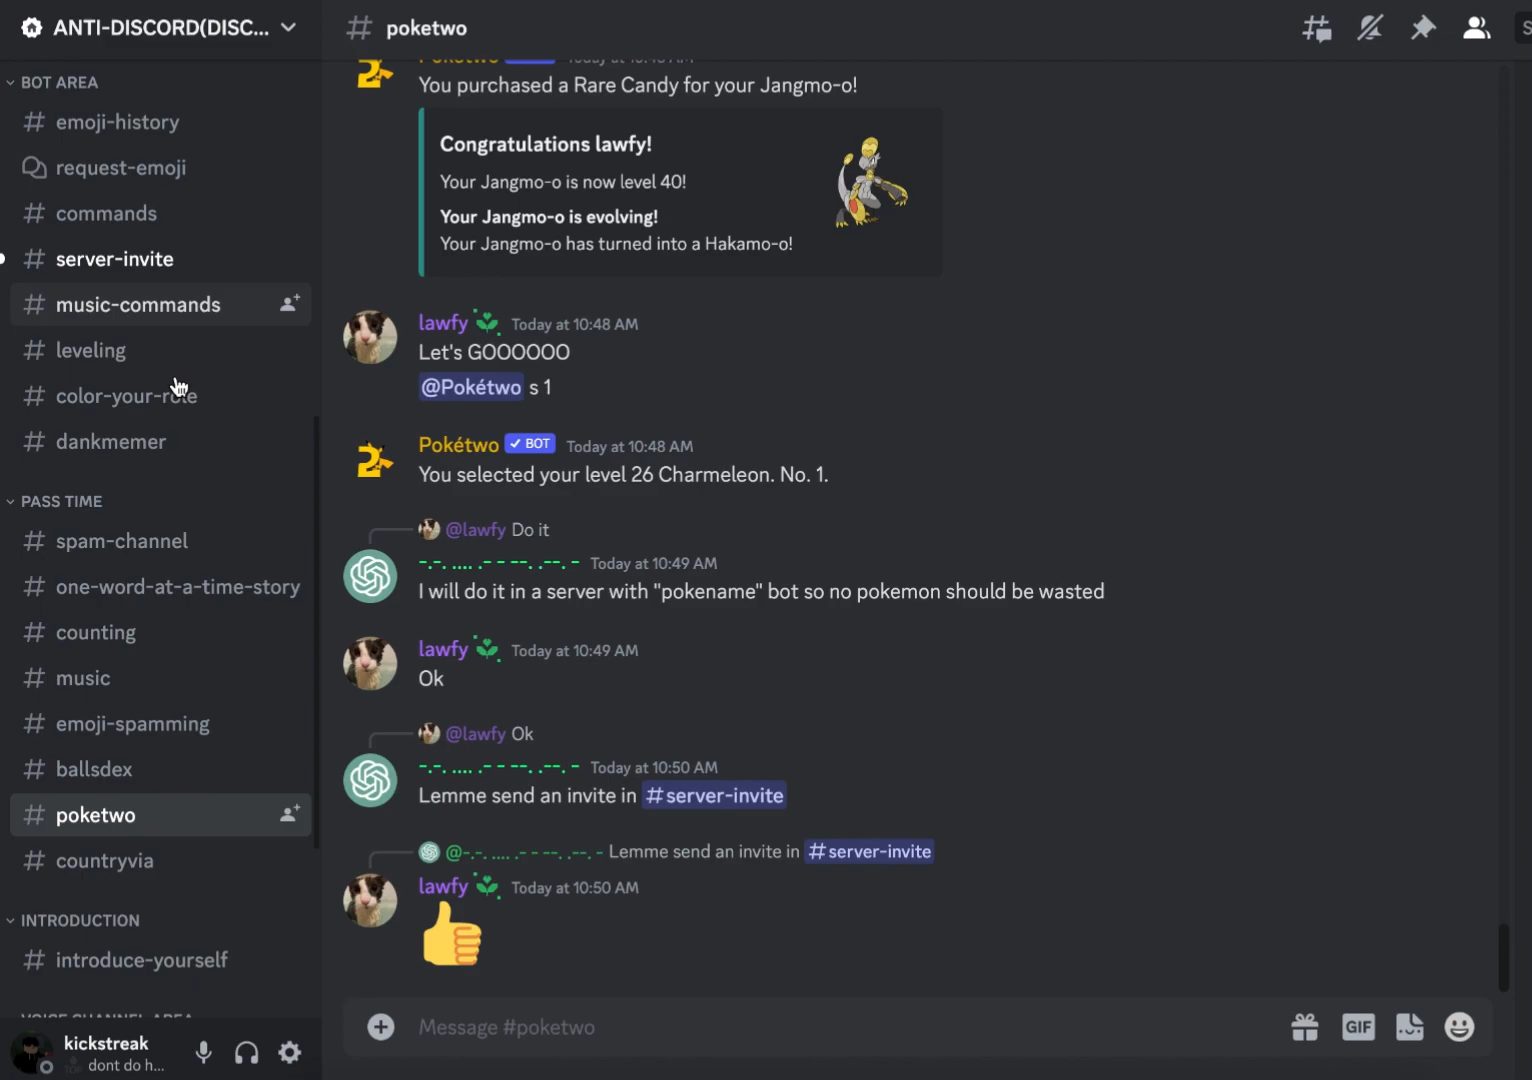 ANTI-DISCORD(DISC...
BOT AREA
emoji-history
request-emoji
commands
server-invite
music-commands
leveling
color-your-role
dankmemer
PASS TIME
spam-channel
one-word-at-a-time-story
counting
music
emoji-spamming
ballsdex
poketwo
countryvia
INTRODUCTION
introduce-yourself
kickstreak
dont do h...
# poketwo
You purchased a Rare Candy for your Jangmo-o!
Congratulations lawfy!
Your Jangmo-o is now level 40!
Your Jangmo-o is evolving!
Your Jangmo-o has turned into a Hakamo-o!
lawfy Today at 10:48 AM
Let's GOOOOOO
@Pokétwo s 1
Pokétwo ✓ BOT Today at 10:48 AM
You selected your level 26 Charmeleon. No. 1.
@lawfy Do it
-.-. .... .- - --. .--. - Today at 10:49 AM
I will do it in a server with "pokename" bot so no pokemon should be wasted
lawfy Today at 10:49 AM
Ok
@lawfy Ok
-.-. .... .- - --. .--. - Today at 10:50 AM
Lemme send an invite in #server-invite
@-.-. .... .- - --. .--. - Lemme send an invite in #server-invite
lawfy Today at 10:50 AM
Message #poketwo
GIF